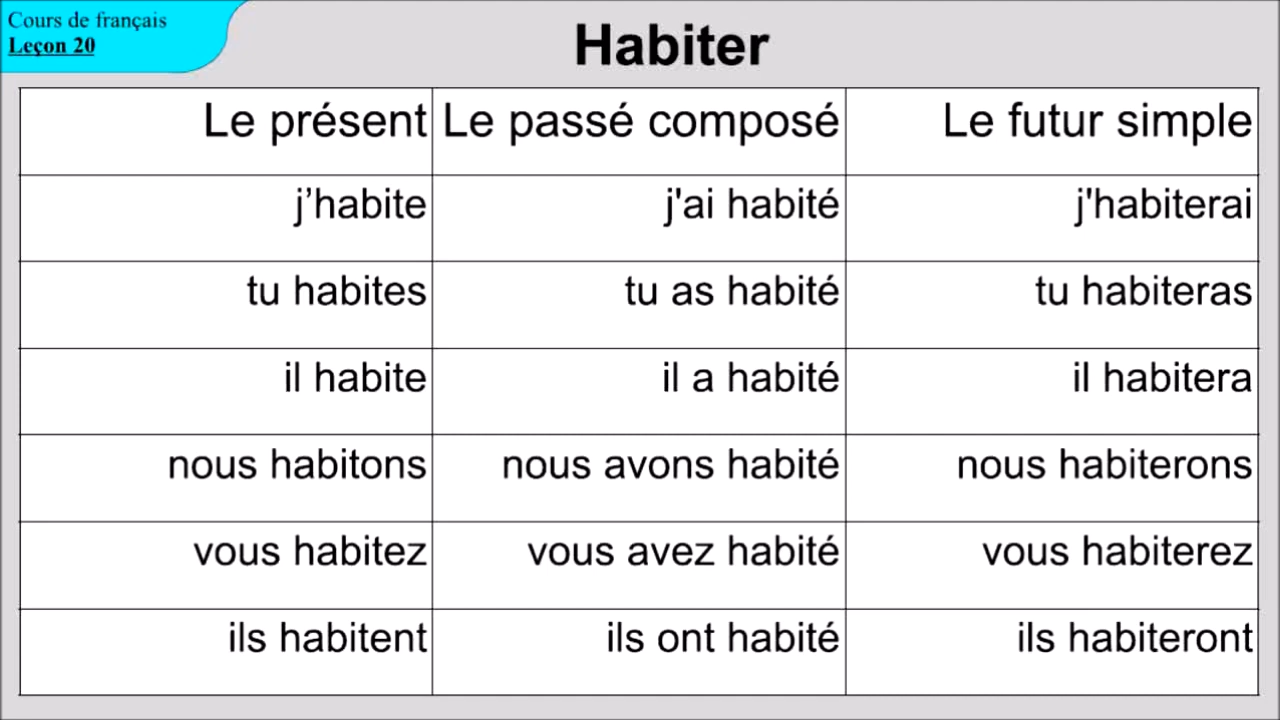 Cours de français
Leçon 20
Habiter
Le présent Le passé composé Le futur simple
j’habite j'ai habité j'habiterai
tu habites tu as habité tu habiteras
il habite il a habité il habitera
nous habitons nous avons habité nous habiterons
vous habitez vous avez habité vous habiterez
ils habitent ils ont habité ils habiteront